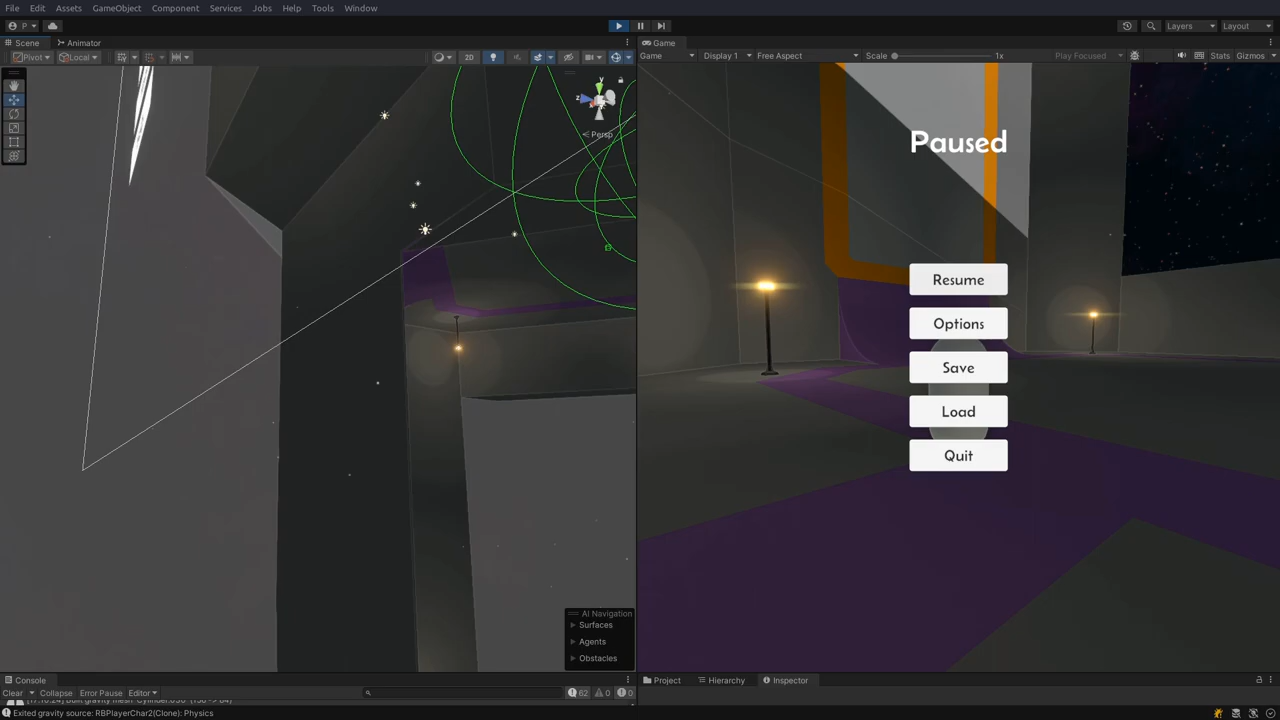 File Edit Assets GameObject Component Services Jobs Help Tools Window
P Layers Layout
Scene Animator Game
Pivot Local 2D Game Display 1 Free Aspect Scale 1x Play Focused Stats Gizmos
y
z
Persp
Paused
Resume
Options
Save
Load
Quit
AI Navigation
Surfaces
Agents
Obstacles
Console Project Hierarchy Inspector
Clear Collapse Error Pause Editor 62 0 0
Exited gravity source: RBPlayerChar2(Clone): Physics